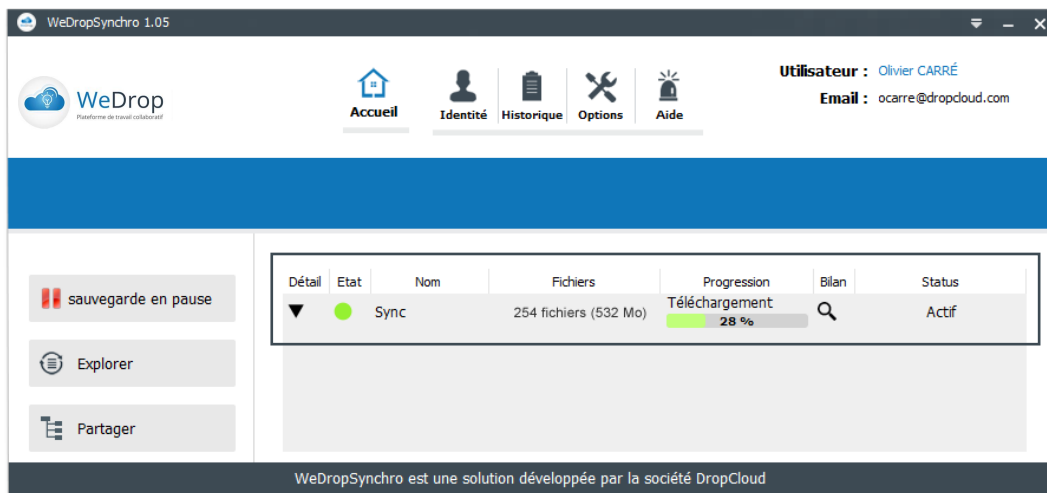 WeDropSynchro 1.05
WeDrop
Plateforme de travail collaboratif
Accueil
Identité
Historique
Options
Aide
Utilisateur : Olivier CARRÉ
Email : ocarre@dropcloud.com
sauvegarde en pause
Explorer
Partager
Détail Etat Nom Fichiers Progression Bilan Status
Sync 254 fichiers (532 Mo) Téléchargement 28 % Actif
WeDropSynchro est une solution développée par la société DropCloud